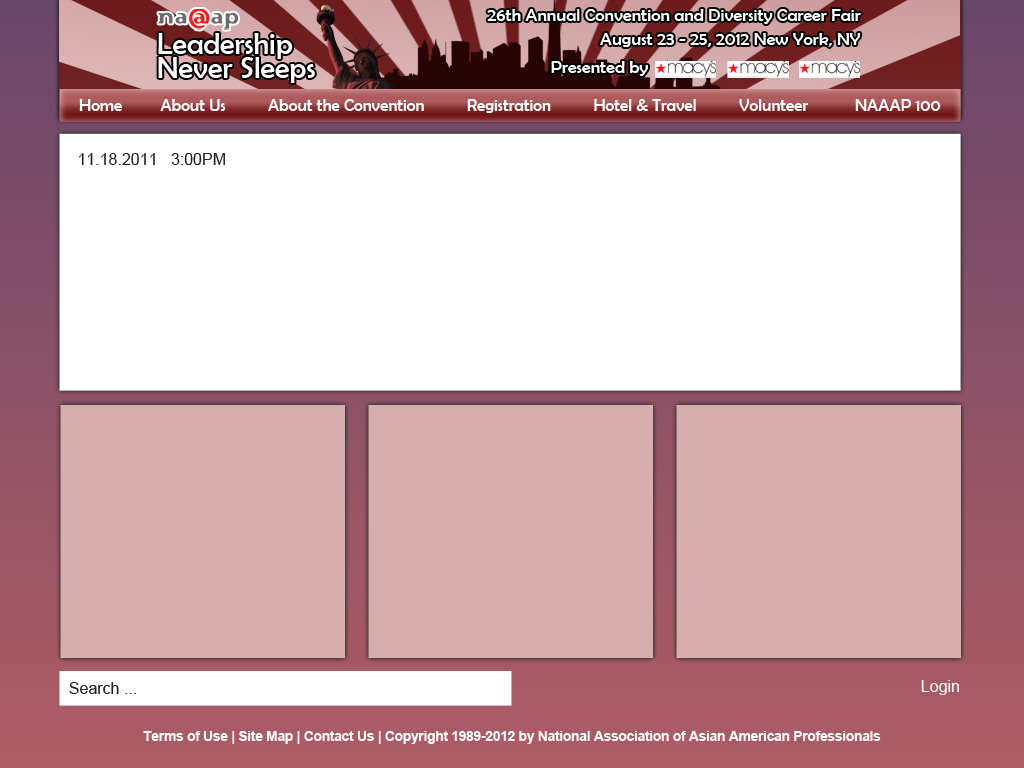 na@ap
Leadership
Never Sleeps
26th Annual Convention and Diversity Career Fair
August 23 - 25, 2012 New York, NY
Presented by macy's macy's macy's
Home About Us About the Convention Registration Hotel & Travel Volunteer NAAAP 100
11.18.2011 3:00PM
Search ...
Login
Terms of Use | Site Map | Contact Us | Copyright 1989-2012 by National Association of Asian American Professionals